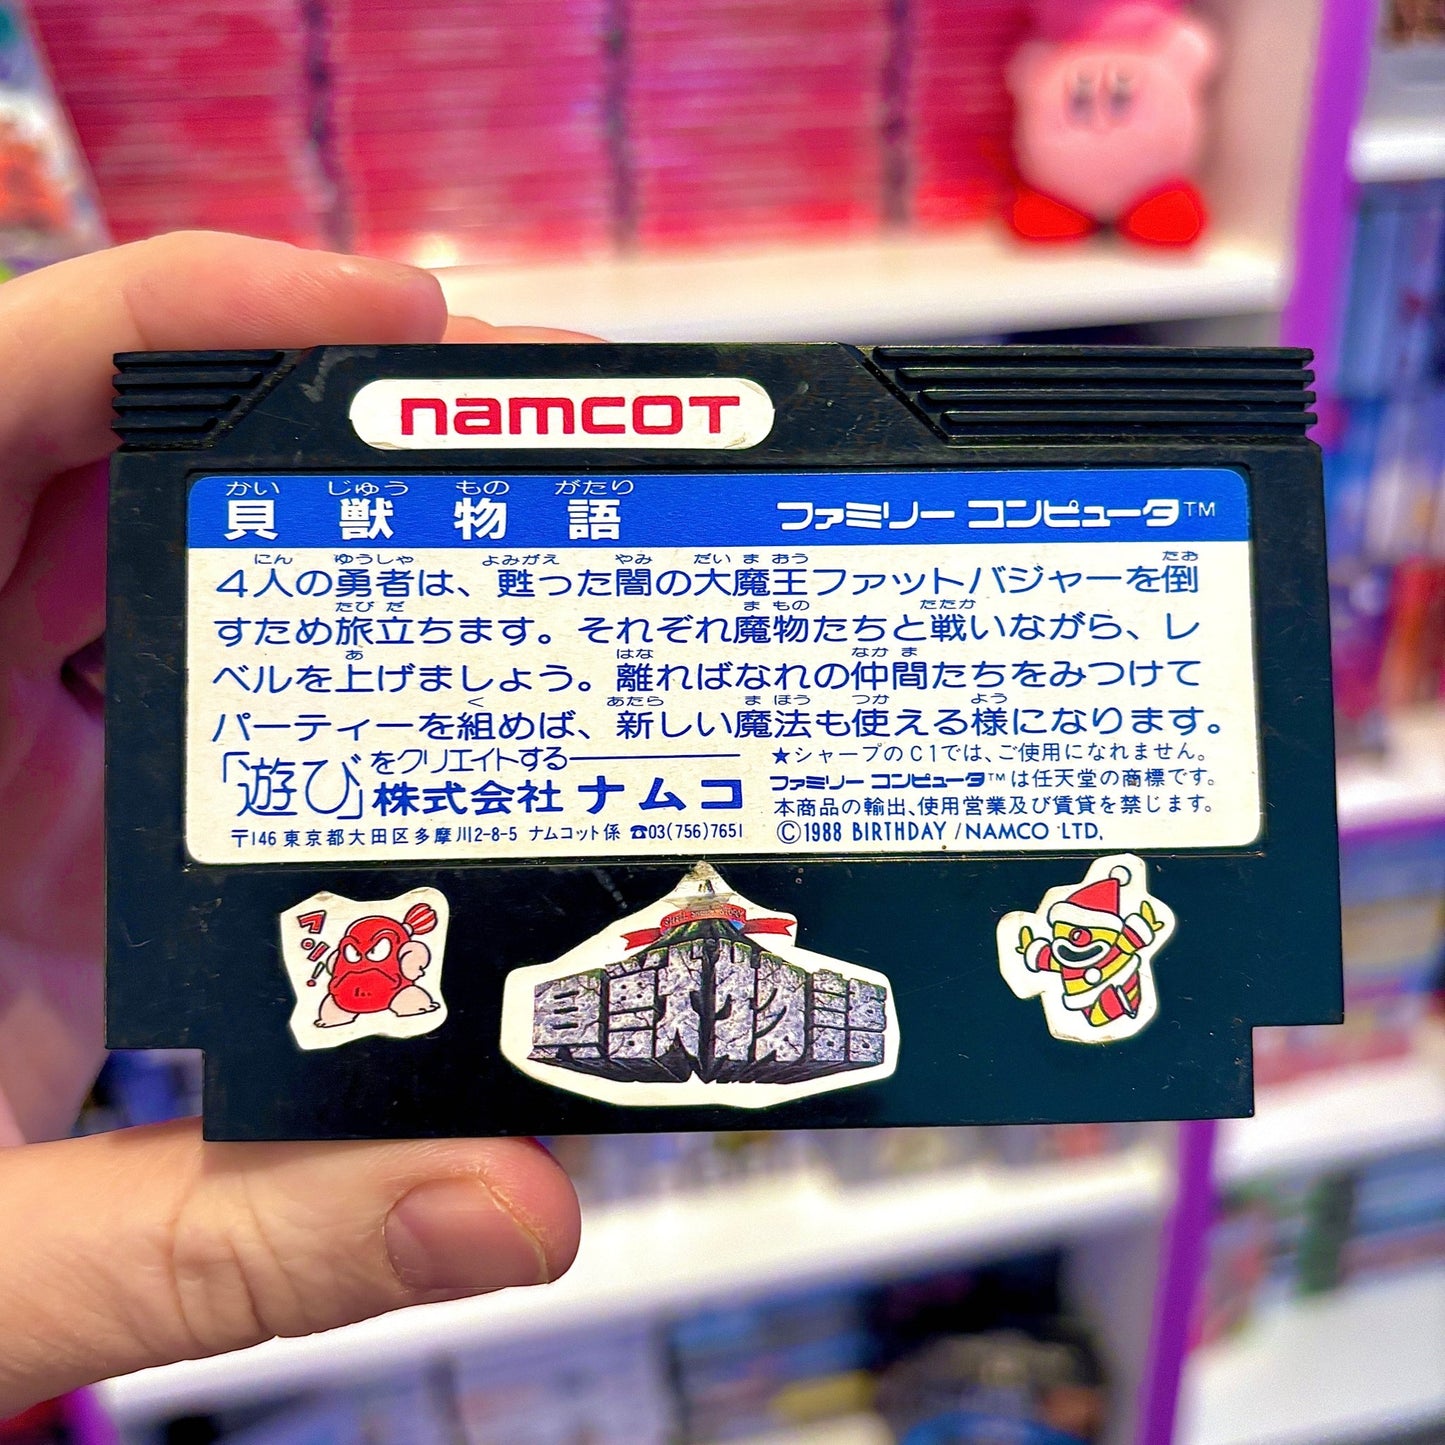 namcoT
かい じゅう もの がたり
貝獣物語 ファミリー コンピュータ™
にん ゆうしゃ よみがえ やみ だい ま おう たお
4人の勇者は、甦った闇の大魔王ファットバジャーを倒
たび だ ま もの たたか
すため旅立ちます。それぞれ魔物たちと戦いながら、レ
あ はな なか ま
ベルを上げましょう。離ればなれの仲間たちをみつけて
く あたら ま ほう つか よう
パーティーを組めば、新しい魔法も使える様になります。
「遊び」をクリエイトする
株式会社ナムコ
〒146 東京都大田区多摩川2-8-5 ナムコット係 ☎03(756)7651
★シャープのC1では、ご使用になれません。
ファミリー コンピュータ™は任天堂の商標です。
本商品の輸出、使用営業及び賃貸を禁じます。
©1988 BIRTHDAY / NAMCO LTD.
フン!
貝獣物語